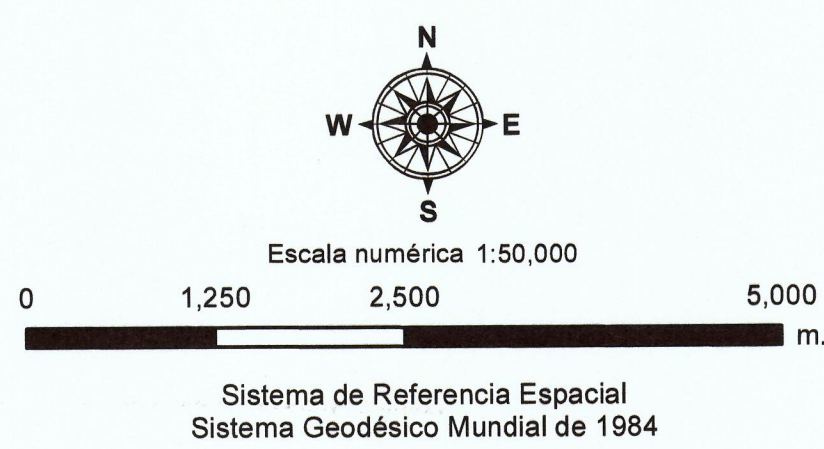 N
W E
S
Escala numérica 1:50,000
0 1,250 2,500 5,000
m.
Sistema de Referencia Espacial
Sistema Geodésico Mundial de 1984